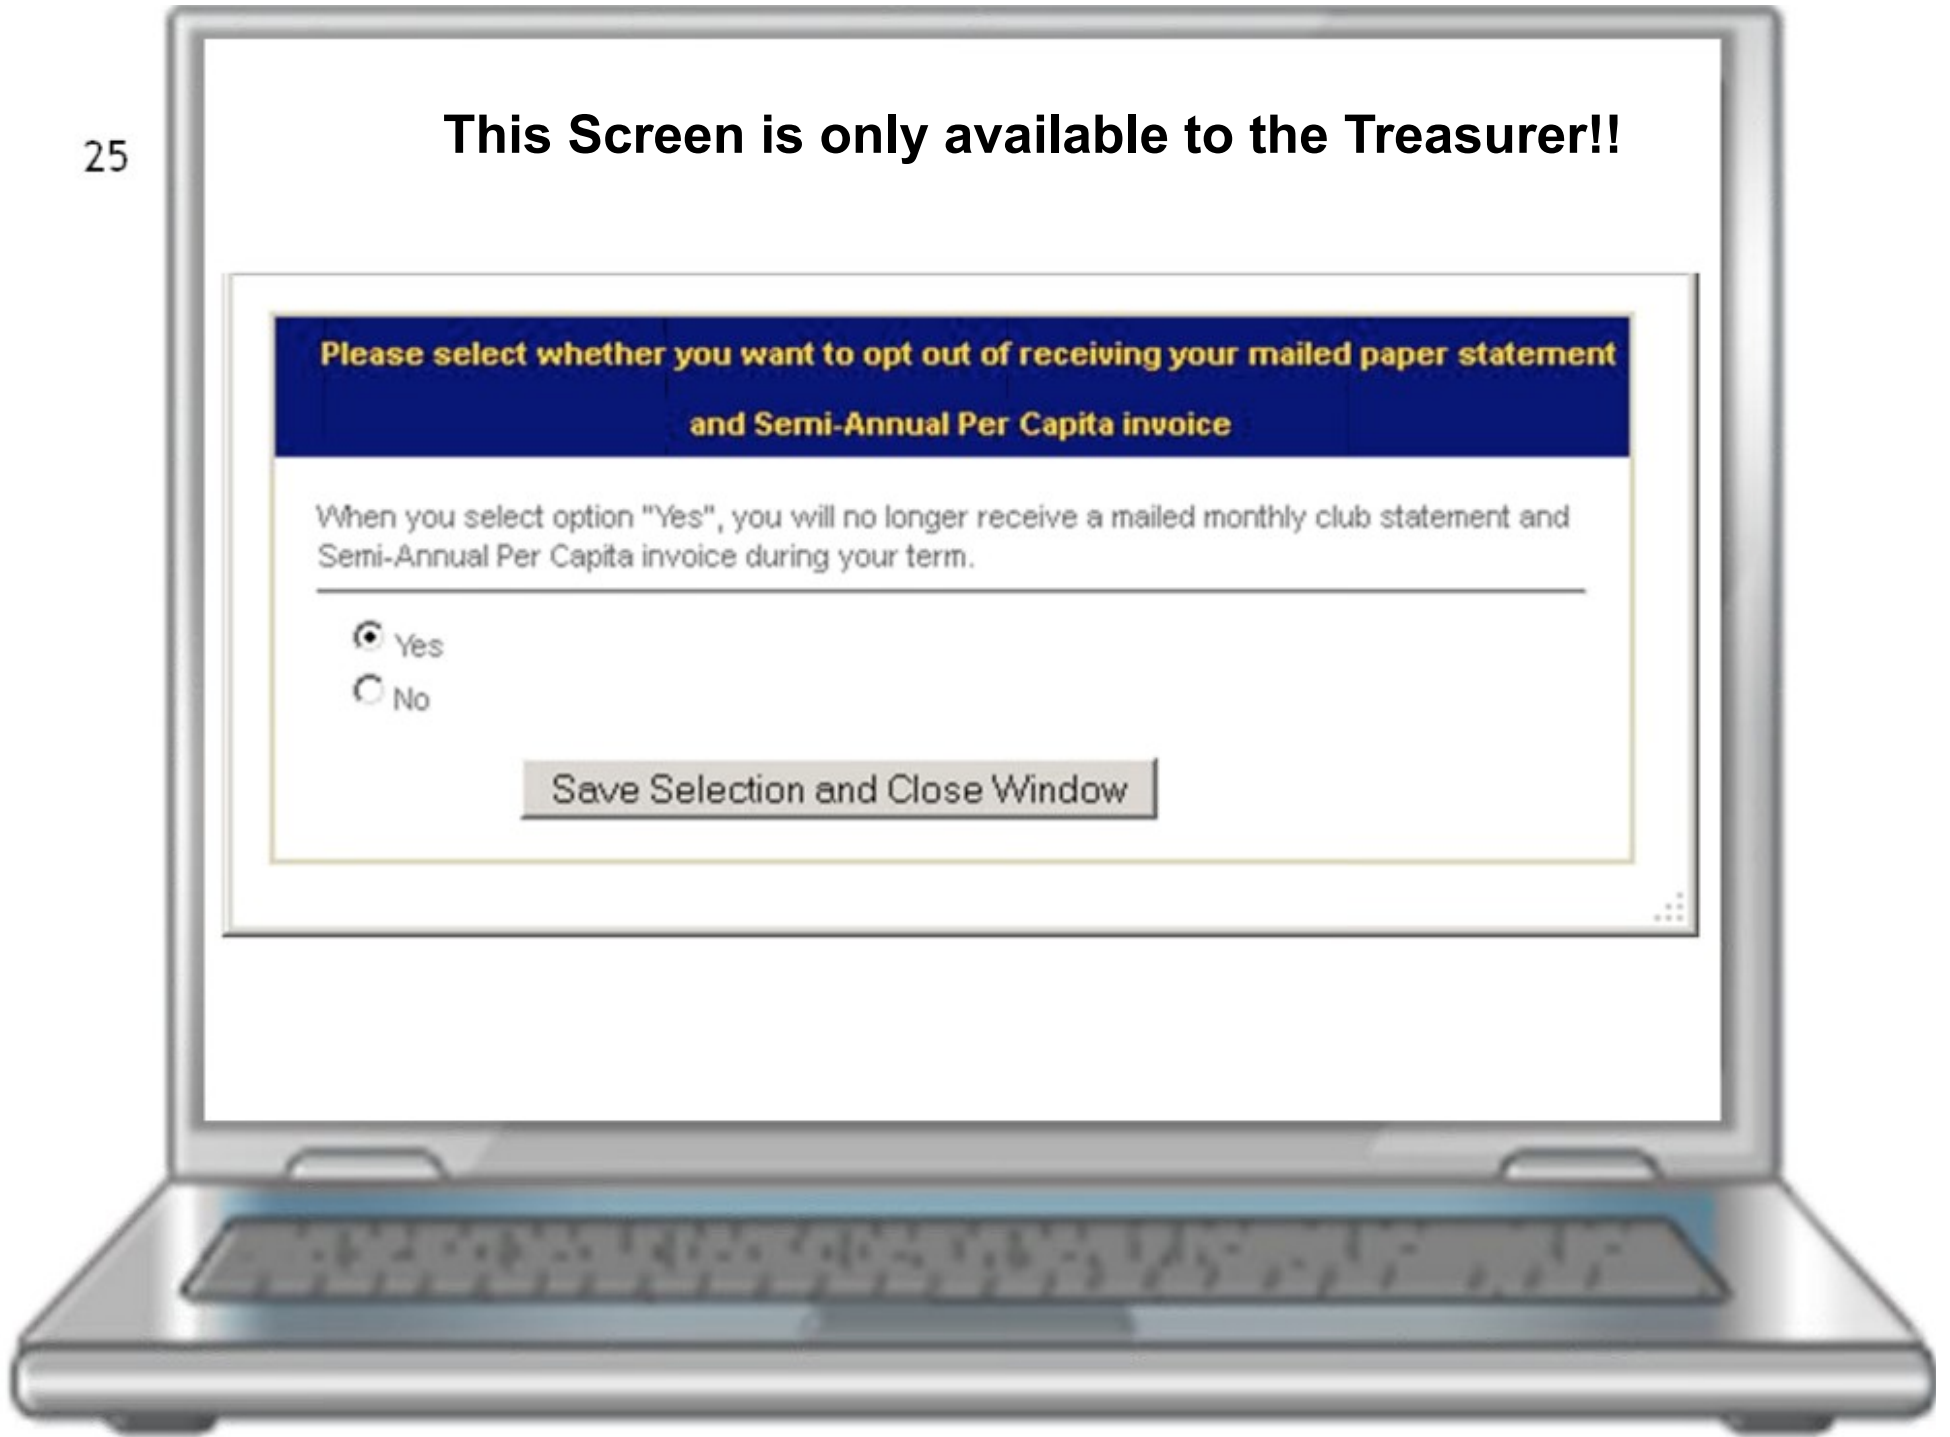 25
This Screen is only available to the Treasurer!!
Please select whether you want to opt out of receiving your mailed paper statement
and Semi-Annual Per Capita invoice
When you select option "Yes", you will no longer receive a mailed monthly club statement and
Semi-Annual Per Capita invoice during your term.
Yes
No
Save Selection and Close Window